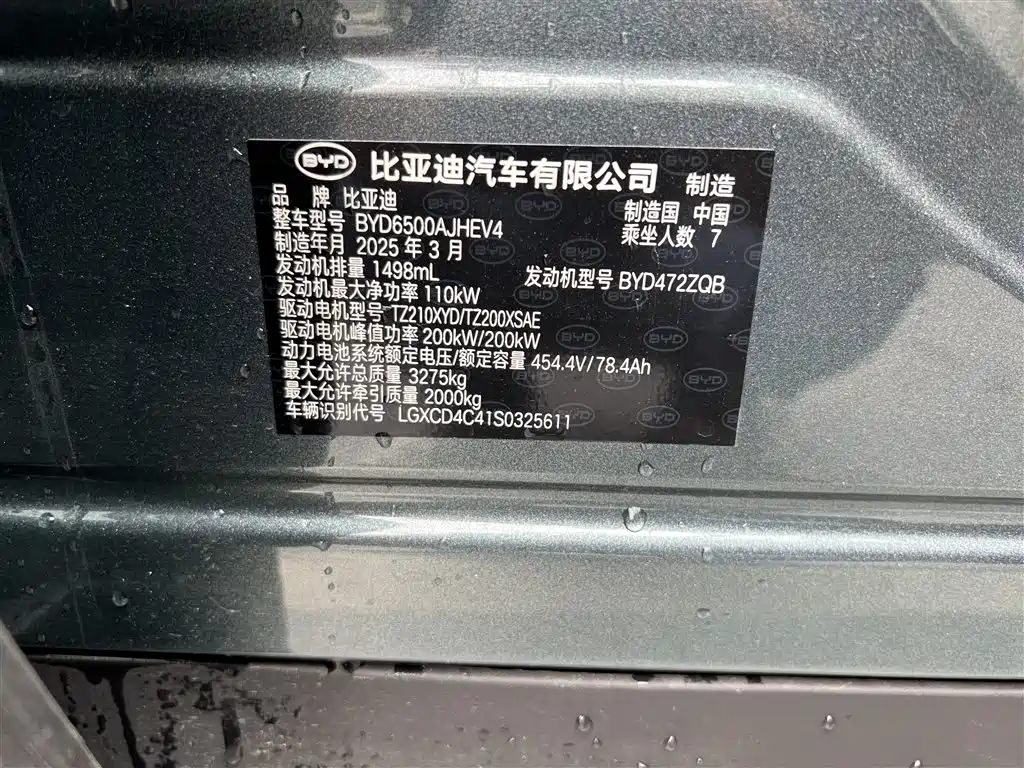 BYD 比亚迪汽车有限公司 制造
品 牌 比亚迪 制造国 中国
整车型号 BYD6500AJHEV4 乘坐人数 7
制造年月 2025 年 3 月
发动机排量 1498mL 发动机型号 BYD472ZQB
发动机最大净功率 110kW
驱动电机型号 TZ210XYD/TZ200XSAE
驱动电机峰值功率 200kW/200kW
动力电池系统额定电压/额定容量 454.4V/78.4Ah
最大允许总质量 3275kg
最大允许牵引质量 2000kg
车辆识别代号 LGXCD4C41S0325611